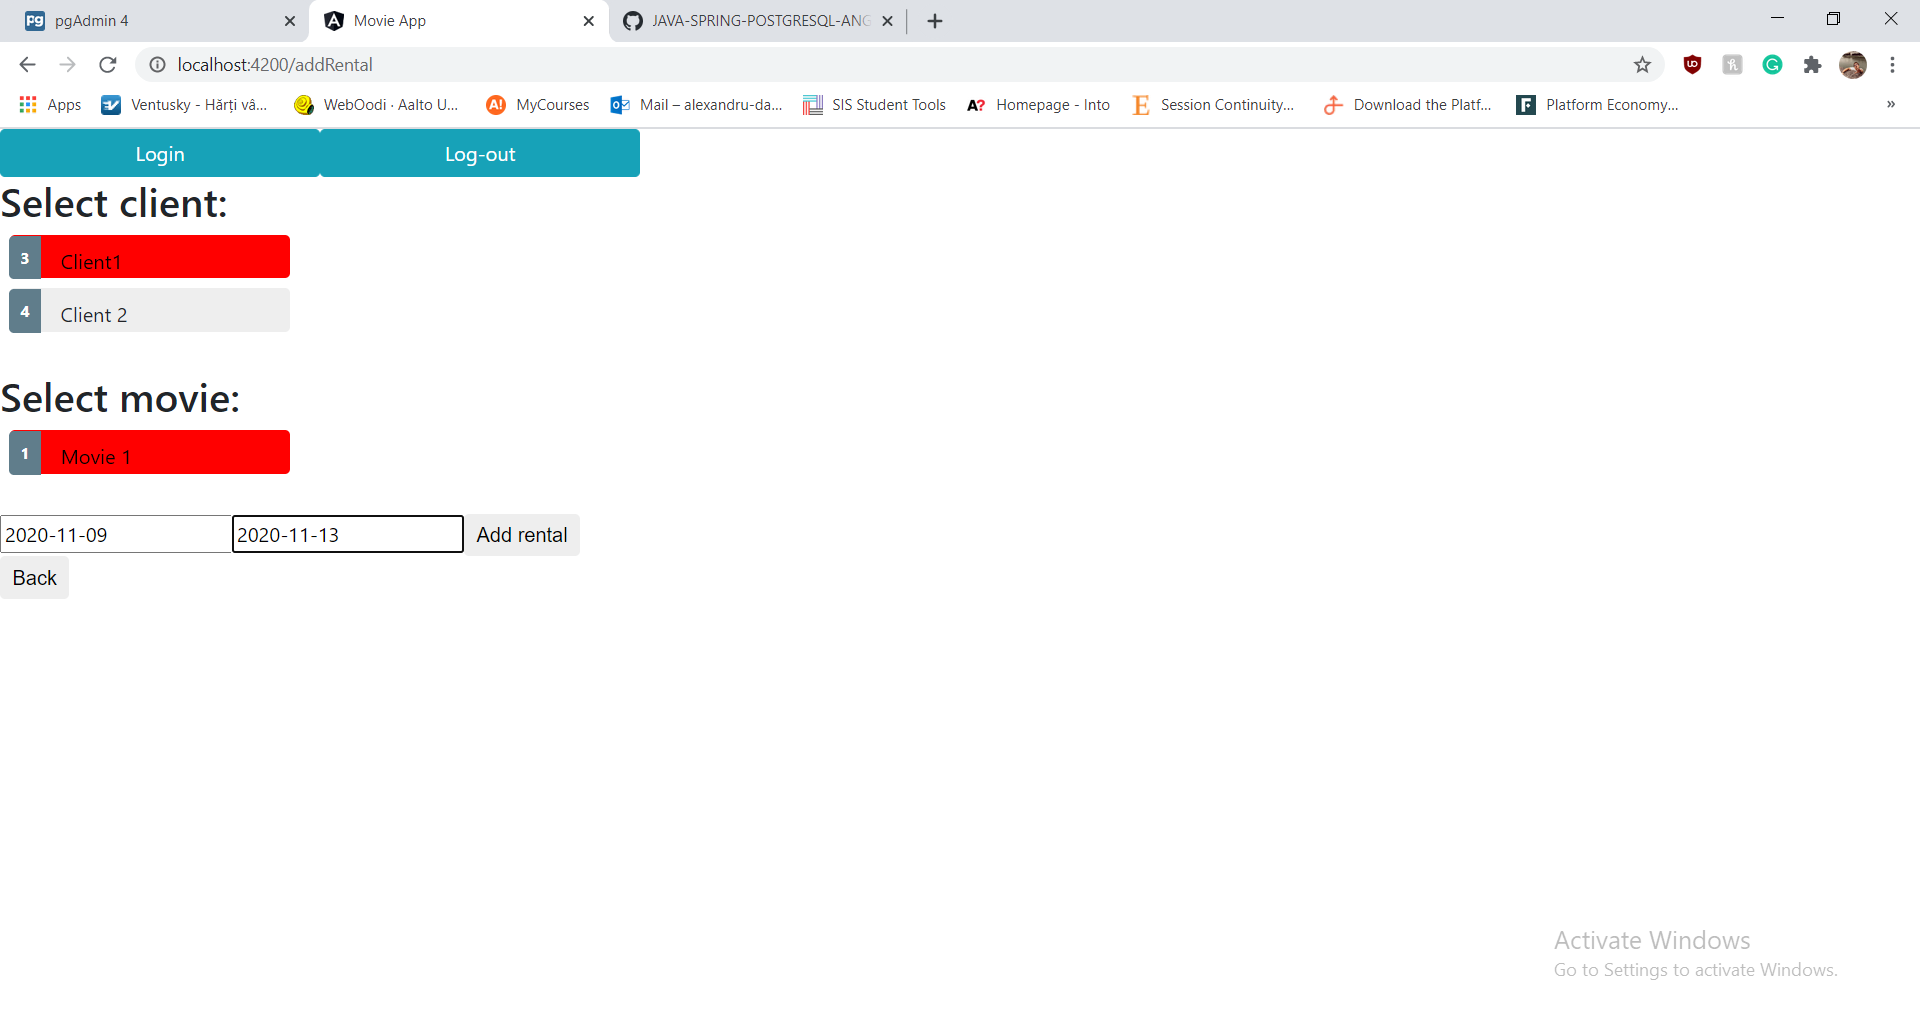 pgAdmin 4
Movie App
JAVA-SPRING-POSTGRESQL-ANG
localhost:4200/addRental
Apps
Ventusky - Hărți vâ...
WebOodi · Aalto U...
MyCourses
Mail – alexandru-da...
SIS Student Tools
Homepage - Into
Session Continuity...
Download the Platf...
Platform Economy...
»
Login
Log-out
Select client:
3 Client1
4 Client 2
Select movie:
1 Movie 1
2020-11-09
2020-11-13
Add rental
Back
Activate Windows
Go to Settings to activate Windows.